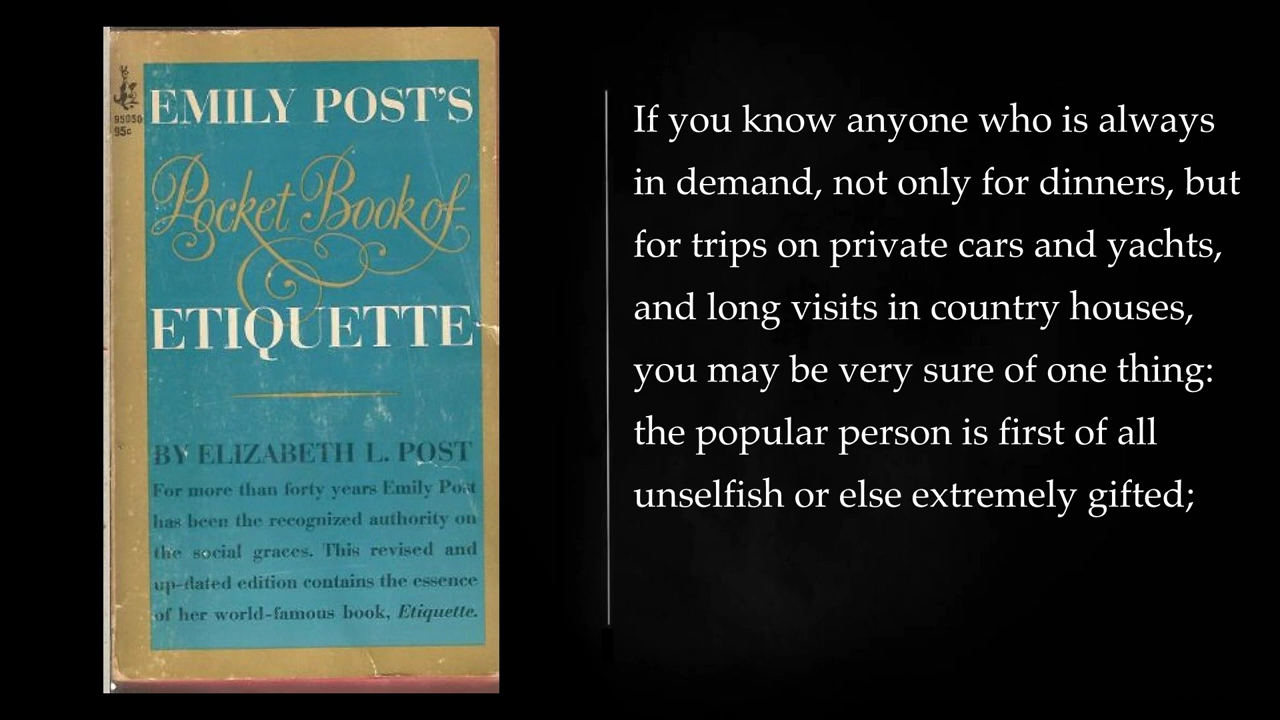 95050
95c
EMILY POST'S
Pocket Book of
ETIQUETTE
BY ELIZABETH L. POST
For more than forty years Emily Post
has been the recognized authority on
the social graces. This revised and
up-dated edition contains the essence
of her world-famous book, Etiquette.
If you know anyone who is always
in demand, not only for dinners, but
for trips on private cars and yachts,
and long visits in country houses,
you may be very sure of one thing:
the popular person is first of all
unselfish or else extremely gifted;